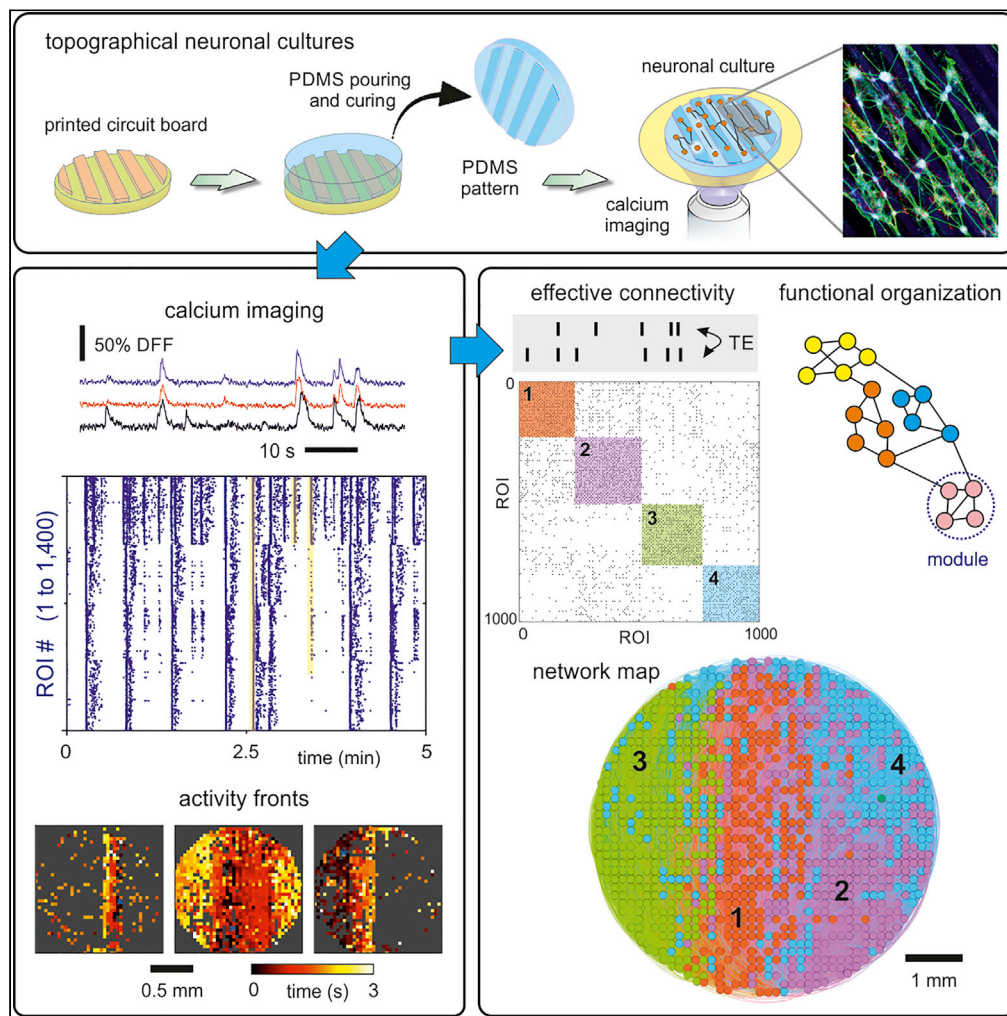 topographical neuronal cultures
PDMS pouring
and curing
neuronal culture
printed circuit board
PDMS
pattern
calcium
imaging
calcium imaging
50% DFF
10 s
ROI # (1 to 1,400)
0
2.5
5
time (min)
activity fronts
0.5 mm
0
3
time (s)
effective connectivity
TE
0
1
2
3
4
ROI
1000
0
ROI
1000
functional organization
module
network map
3
4
2
1
1 mm